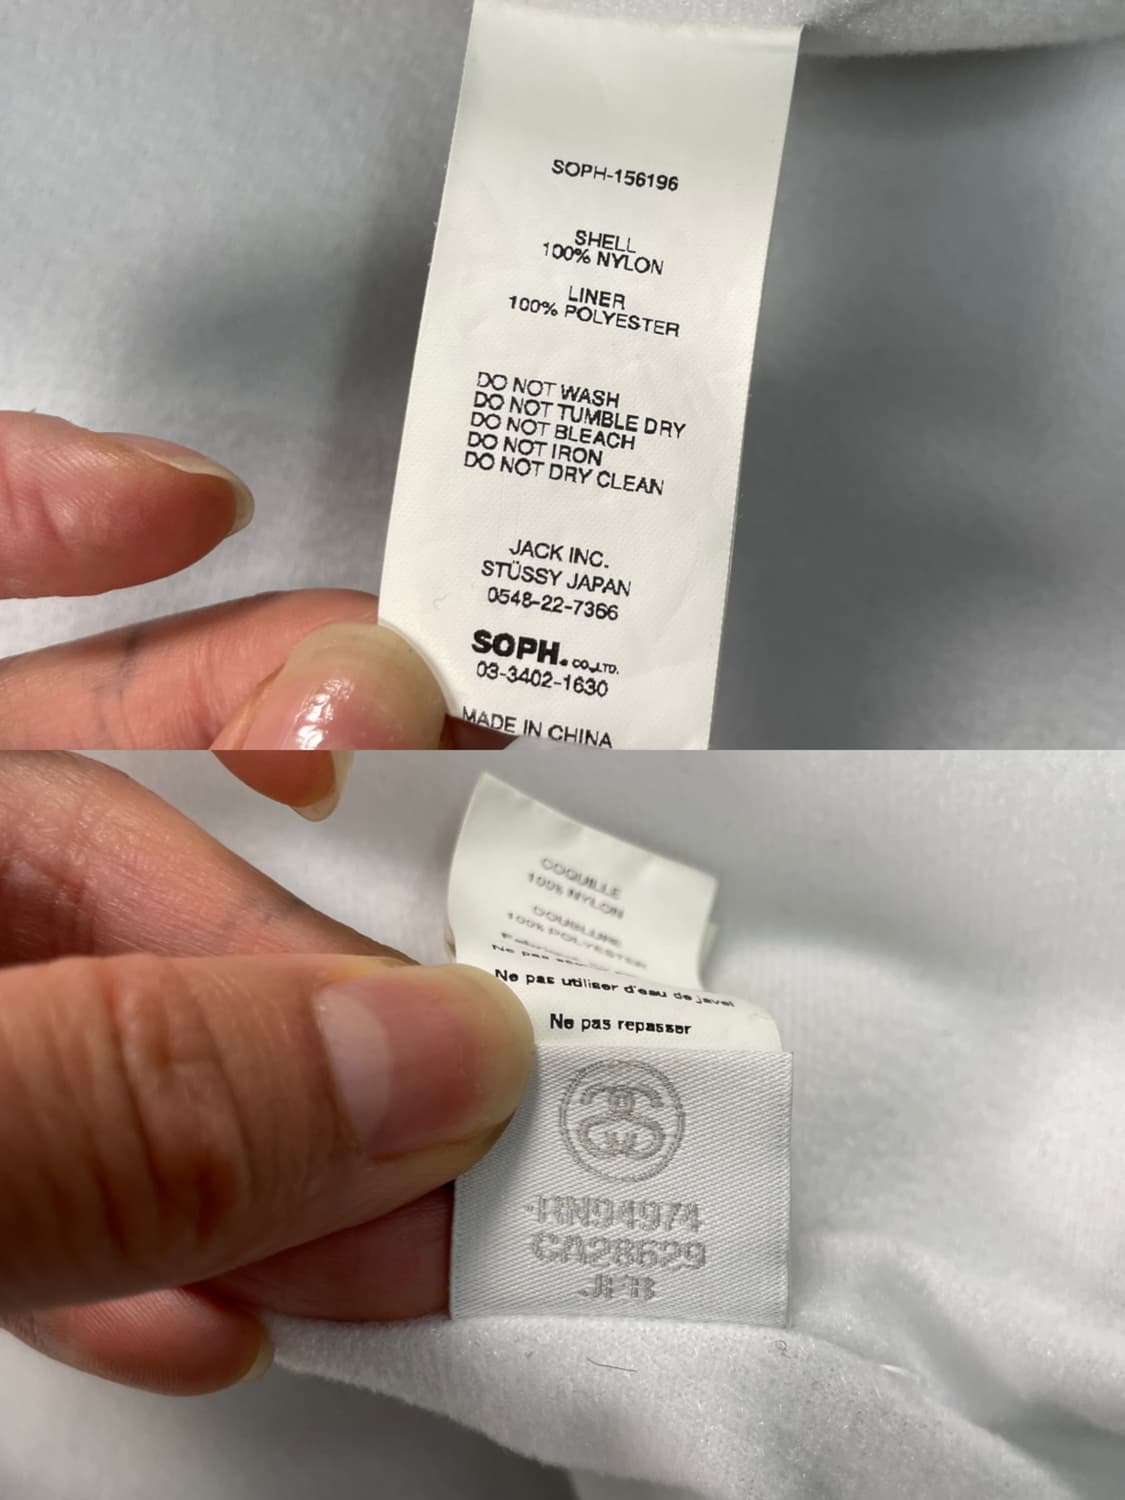 SOPH-156196
SHELL
100% NYLON
LINER
100% POLYESTER
DO NOT WASH
DO NOT TUMBLE DRY
DO NOT BLEACH
DO NOT IRON
DO NOT DRY CLEAN
JACK INC.
STÜSSY JAPAN
0548-22-7366
SOPH. CO.,LTD.
03-3402-1630
MADE IN CHINA
COQUILLE
100% NYLON
DOUBLURE
100% POLYESTER
Ne pas
Ne pas utiliser d'eau de javel
Ne pas repasser
RN94974
CA28629